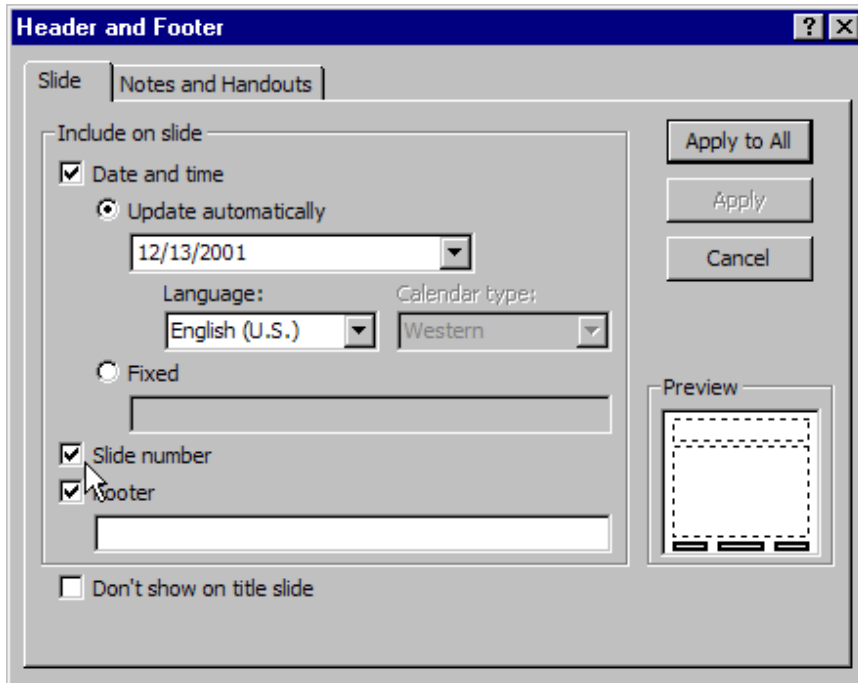 Header and Footer
Slide
Notes and Handouts
Include on slide
Date and time
Update automatically
12/13/2001
Language:
Calendar type:
English (U.S.)
Western
Fixed
Slide number
Footer
Don't show on title slide
Apply to All
Apply
Cancel
Preview